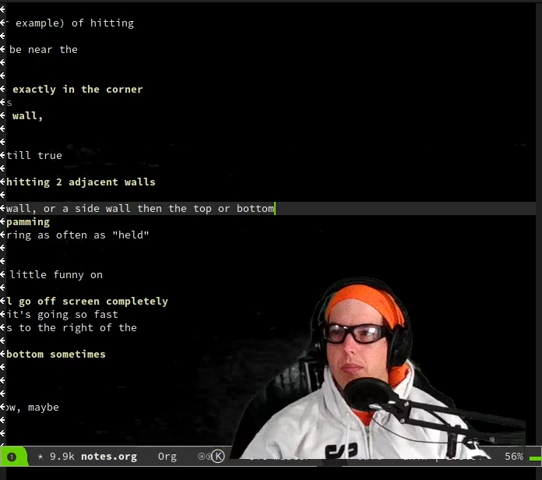 example) of hitting
be near the
exactly in the corner
s
wall,
till true
hitting 2 adjacent walls
wall, or a side wall then the top or bottom
pamming
ring as often as "held"
little funny on
l go off screen completely
it's going so fast
s to the right of the
bottom sometimes
ow, maybe
9.9k notes.org Org 56%